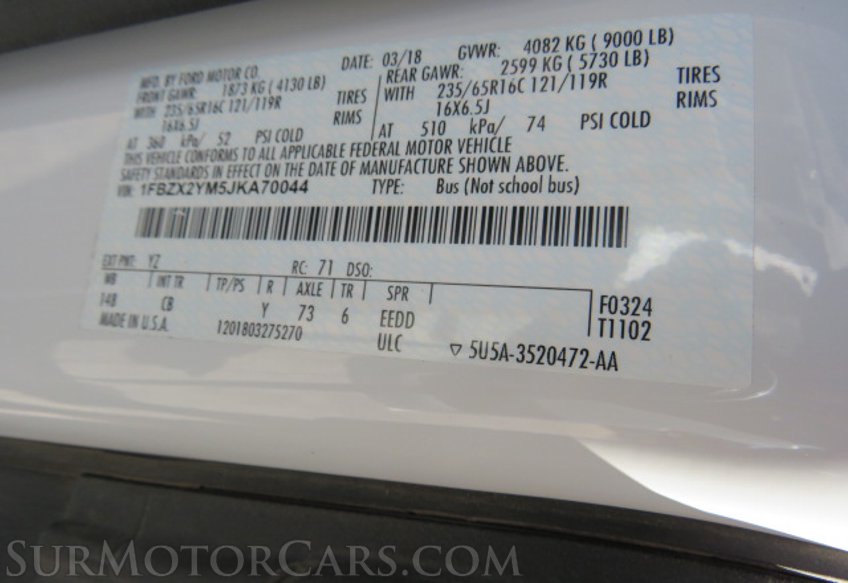 MFD. BY FORD MOTOR CO. DATE: 03/18 GVWR: 4082 KG ( 9000 LB)
FRONT GAWR: 1873 KG ( 4130 LB) REAR GAWR: 2599 KG ( 5730 LB)
WITH 235/65R16C 121/119R TIRES WITH 235/65R16C 121/119R TIRES
16X6.5J RIMS 16X6.5J RIMS
AT 360 kPa/ 52 PSI COLD AT 510 kPa/ 74 PSI COLD
THIS VEHICLE CONFORMS TO ALL APPLICABLE FEDERAL MOTOR VEHICLE
SAFETY STANDARDS IN EFFECT ON THE DATE OF MANUFACTURE SHOWN ABOVE.
VIN: 1FBZX2YM5JKA70044 TYPE: Bus (Not school bus)
EXT PNT: YZ RC: 71 DSO:
WB INT TR TP/PS R AXLE TR SPR F0324
148 CB Y 73 6 EEDD T1102
MADE IN U.S.A. 1201803275270 ULC ▽ 5U5A-3520472-AA
SURMOTORCARS.COM